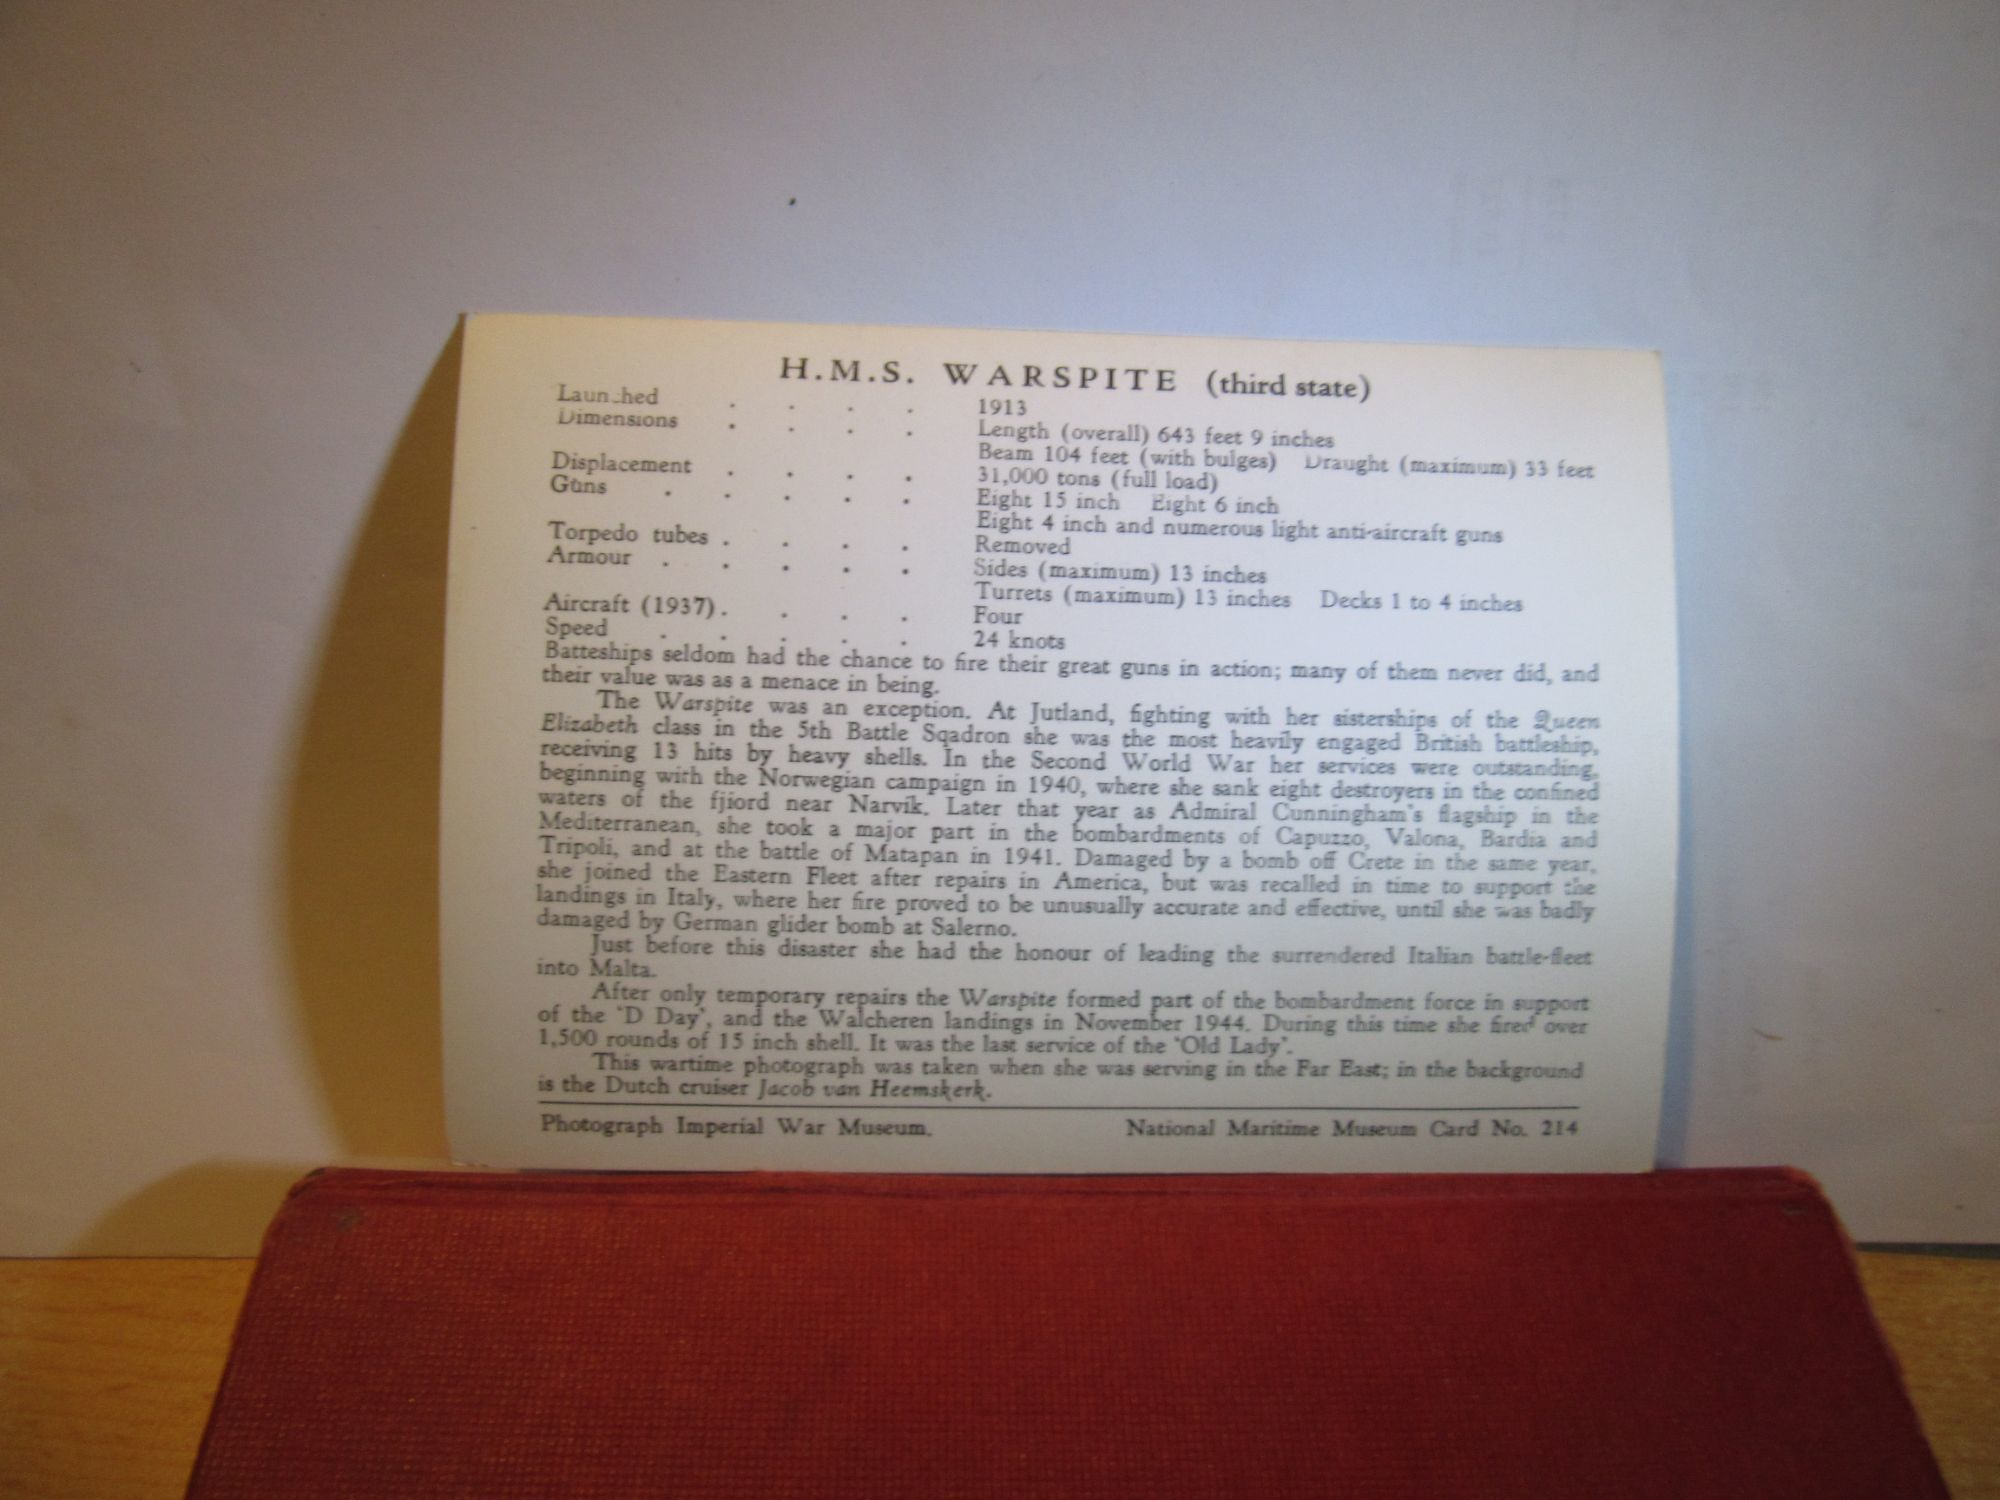 H.M.S. WARSPITE (third state)
Launched . . . . 1913
Dimensions . . . . Length (overall) 643 feet 9 inches
Beam 104 feet (with bulges) Draught (maximum) 33 feet
Displacement . . . . 31,000 tons (full load)
Guns . . . . . Eight 15 inch Eight 6 inch
Eight 4 inch and numerous light anti-aircraft guns
Torpedo tubes . . . . Removed
Armour . . . . . Sides (maximum) 13 inches
Turrets (maximum) 13 inches Decks 1 to 4 inches
Aircraft (1937) . . . . Four
Speed . . . . . 24 knots
Batteships seldom had the chance to fire their great guns in action; many of them never did, and
their value was as a menace in being.
The Warspite was an exception. At Jutland, fighting with her sisterships of the Queen
Elizabeth class in the 5th Battle Sqadron she was the most heavily engaged British battleship,
receiving 13 hits by heavy shells. In the Second World War her services were outstanding,
beginning with the Norwegian campaign in 1940, where she sank eight destroyers in the confined
waters of the fjiord near Narvik. Later that year as Admiral Cunningham's flagship in the
Mediterranean, she took a major part in the bombardments of Capuzzo, Valona, Bardia and
Tripoli, and at the battle of Matapan in 1941. Damaged by a bomb off Crete in the same year,
she joined the Eastern Fleet after repairs in America, but was recalled in time to support the
landings in Italy, where her fire proved to be unusually accurate and effective, until she was badly
damaged by German glider bomb at Salerno.
Just before this disaster she had the honour of leading the surrendered Italian battle-fleet
into Malta.
After only temporary repairs the Warspite formed part of the bombardment force in support
of the 'D Day', and the Walcheren landings in November 1944. During this time she fired over
1,500 rounds of 15 inch shell. It was the last service of the 'Old Lady'.
This wartime photograph was taken when she was serving in the Far East; in the background
is the Dutch cruiser Jacob van Heemskerk.
Photograph Imperial War Museum. National Maritime Museum Card No. 214